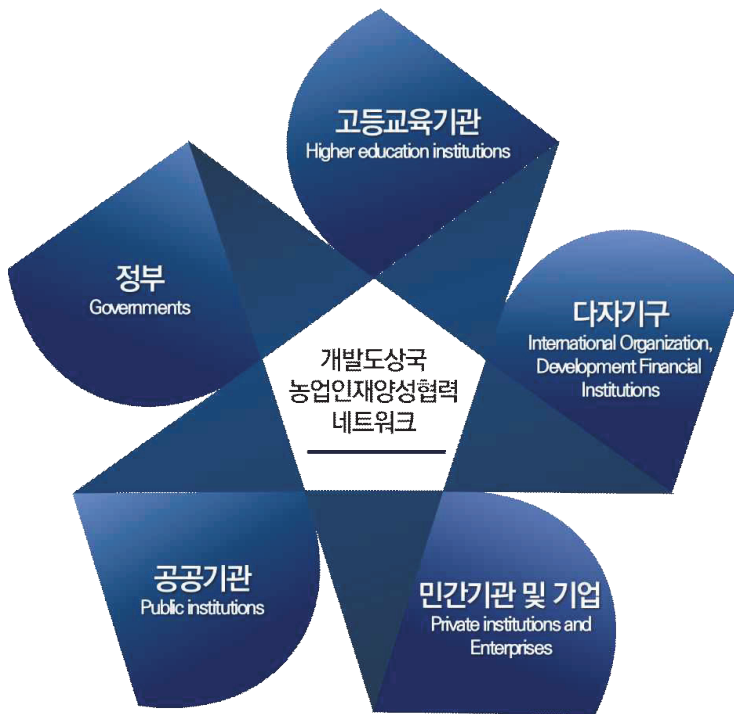 고등교육기관
Higher education institutions
정부
Governments
다자기구
International Organization,
Development Financial
Institutions
개발도상국
농업인재양성협력
네트워크
공공기관
Public institutions
민간기관 및 기업
Private institutions and
Enterprises